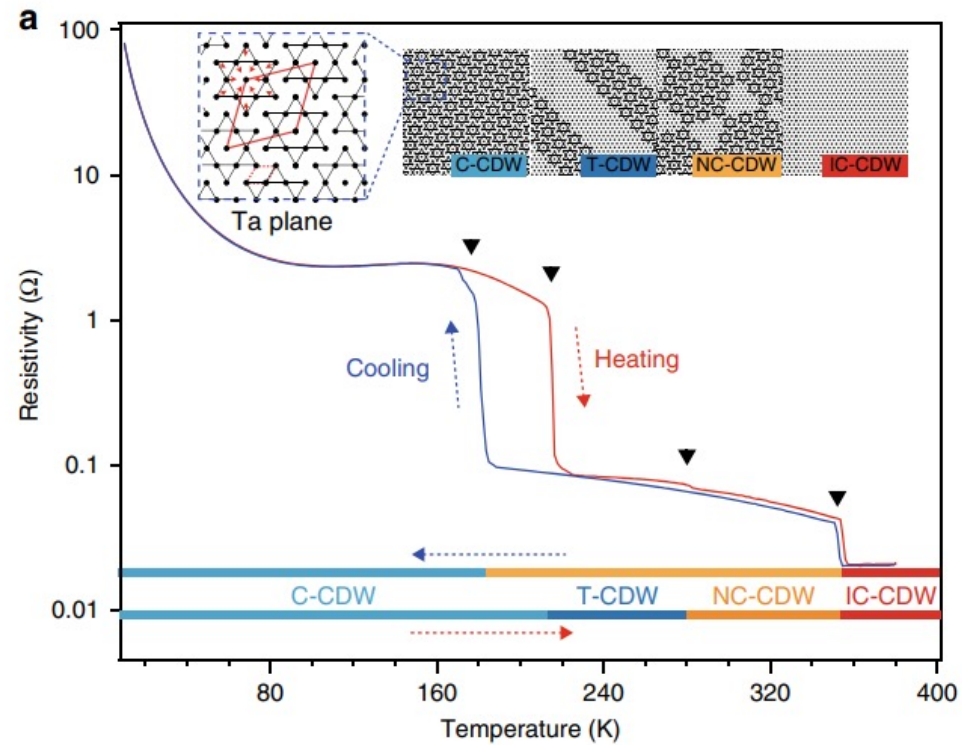 a
100
10
1
0.1
0.01
Resistivity (Ω)
Ta plane
C-CDW
T-CDW
NC-CDW
IC-CDW
Cooling
Heating
C-CDW
T-CDW
NC-CDW
IC-CDW
80
160
240
320
400
Temperature (K)